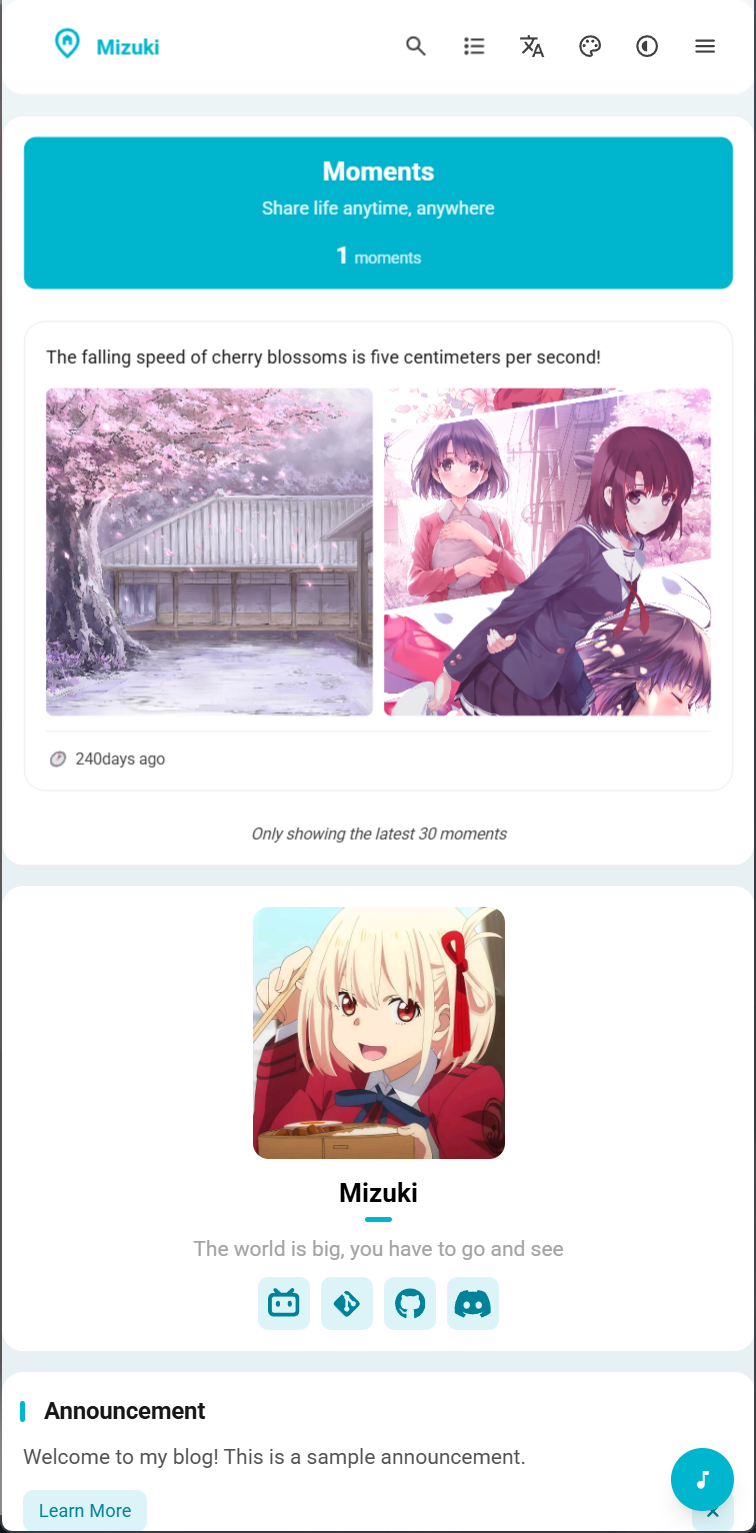 Mizuki
Moments
Share life anytime, anywhere
1 moments
The falling speed of cherry blossoms is five centimeters per second!
240days ago
Only showing the latest 30 moments
Mizuki
The world is big, you have to go and see
Announcement
Welcome to my blog! This is a sample announcement.
Learn More